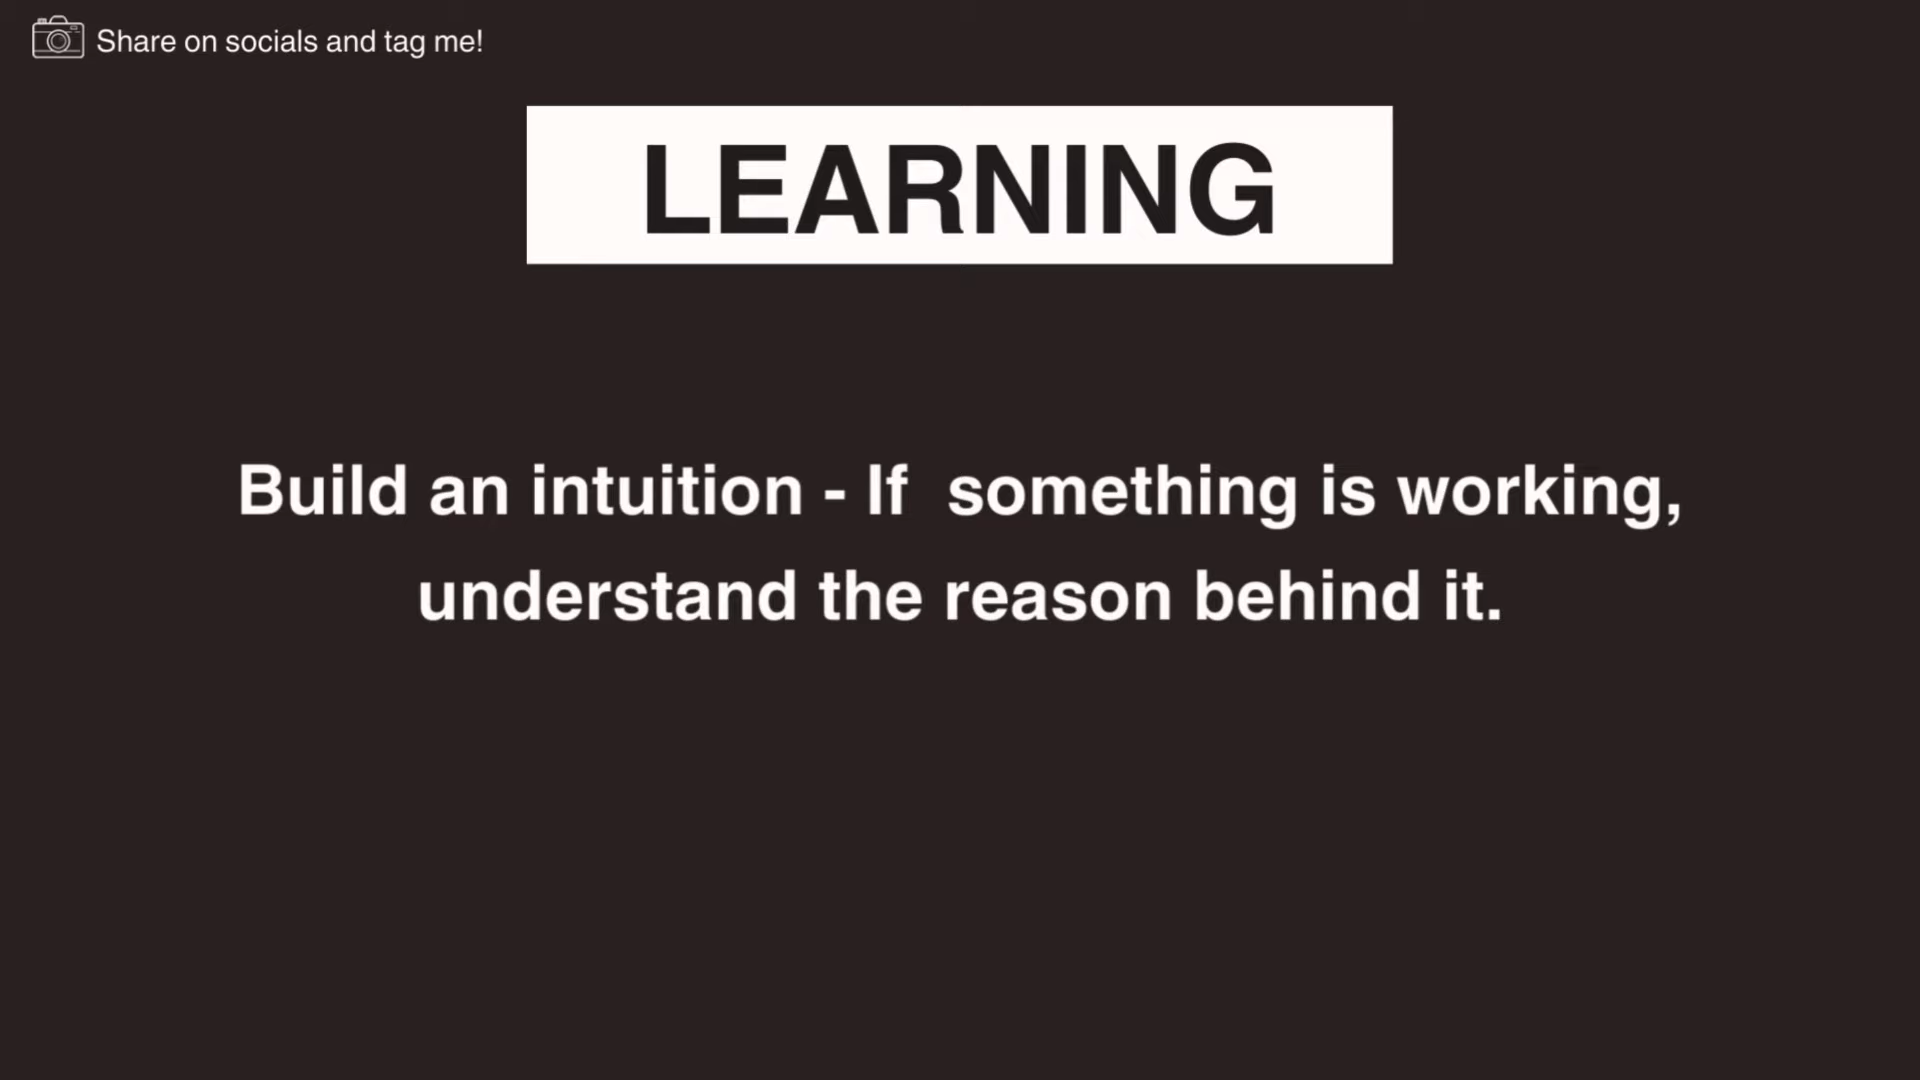 Share on socials and tag me!
LEARNING
Build an intuition - If  something is working,
understand the reason behind it.